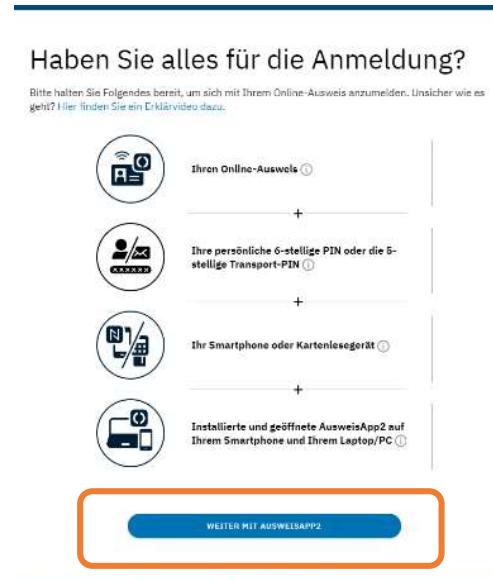 Haben Sie alles für die Anmeldung?
Bitte halten Sie Folgendes bereit, um sich mit Ihrem Online-Ausweis anzumelden. Unsicher wie es
geht? Hier finden Sie ein Erklärvideo dazu.
Ihren Online-Ausweis
+
Ihre persönliche 6-stellige PIN oder die 5-
stellige Transport-PIN
+
Ihr Smartphone oder Kartenlesegerät
+
Installierte und geöffnete AusweisApp2 auf
Ihrem Smartphone und Ihrem Laptop/PC
WEITER MIT AUSWEISAPP2